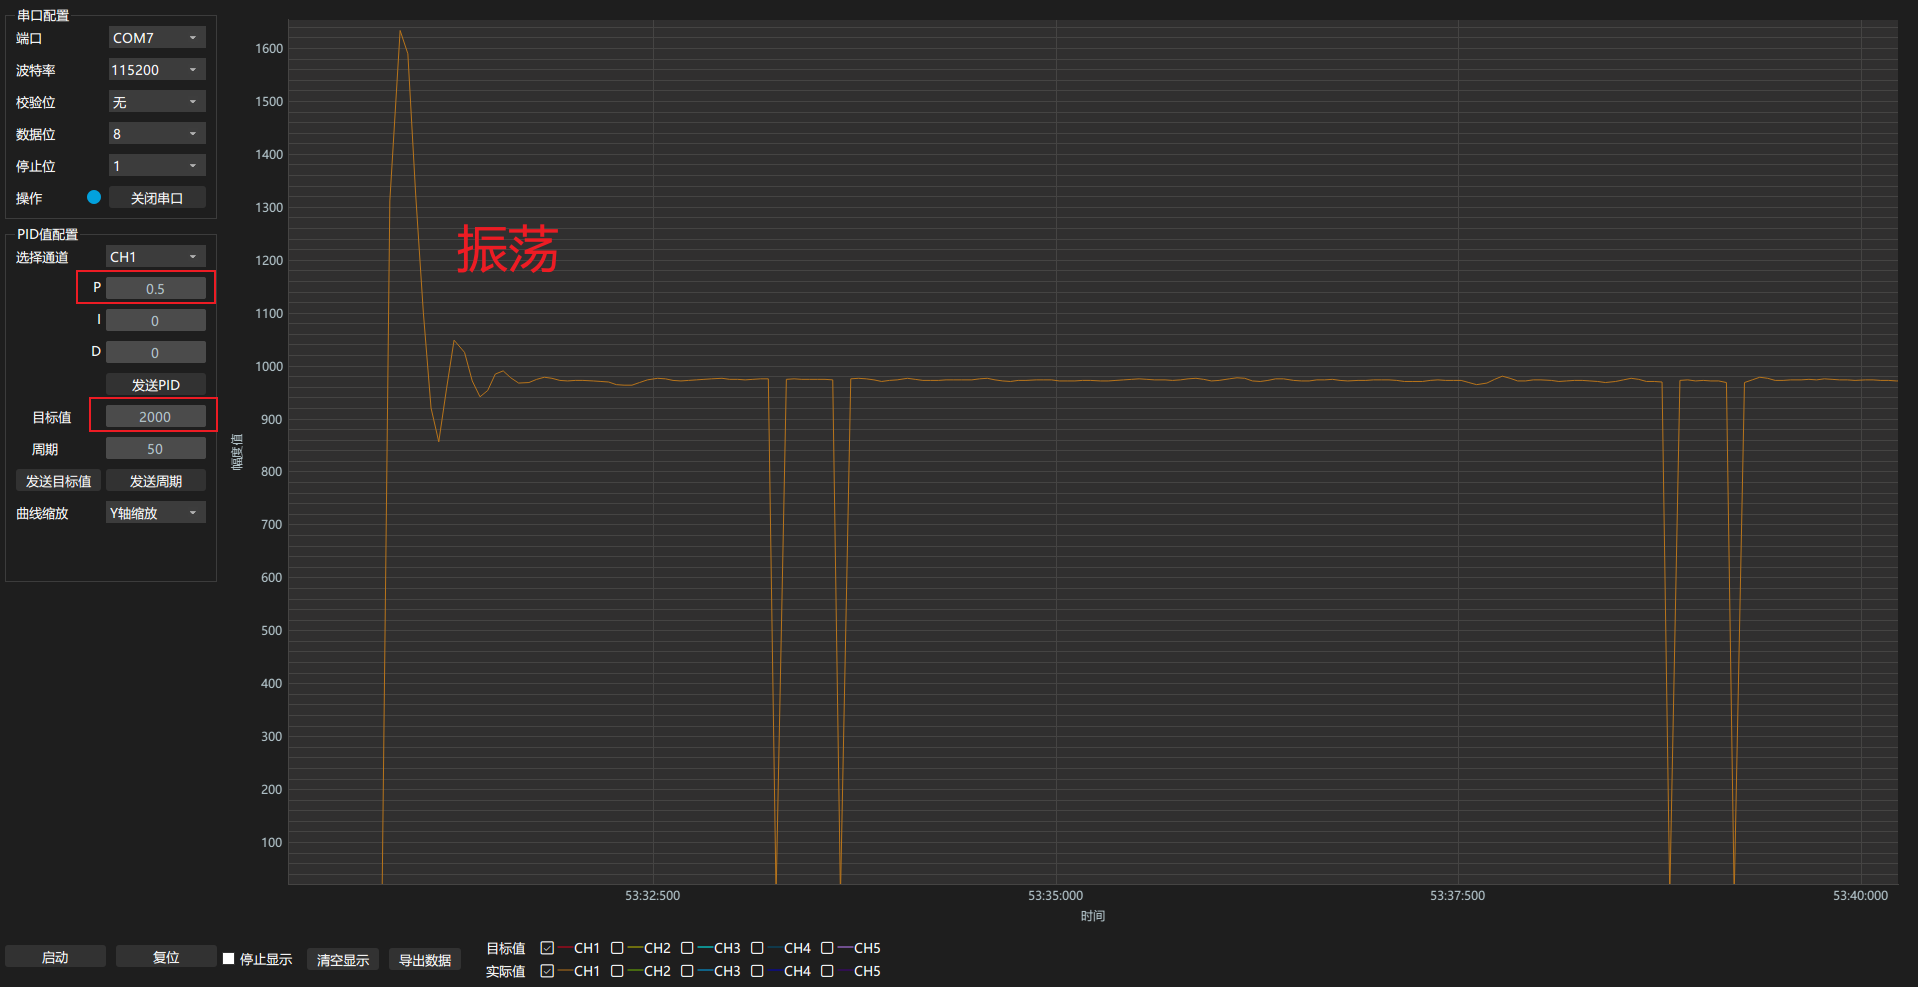 串口配置
端口 COM7
波特率 115200
校验位 无
数据位 8
停止位 1
操作 关闭串口
PID值配置
选择通道 CH1
P 0.5
I 0
D 0
发送PID
目标值 2000
周期 50
发送目标值 发送周期
曲线缩放 Y轴缩放
振荡
1600
1500
1400
1300
1200
1100
1000
900
800
700
600
500
400
300
200
100
幅度值
53:32:500 53:35:000 53:37:500 53:40:000
时间
启动 复位 停止显示 清空显示 导出数据
目标值 CH1 CH2 CH3 CH4 CH5
实际值 CH1 CH2 CH3 CH4 CH5